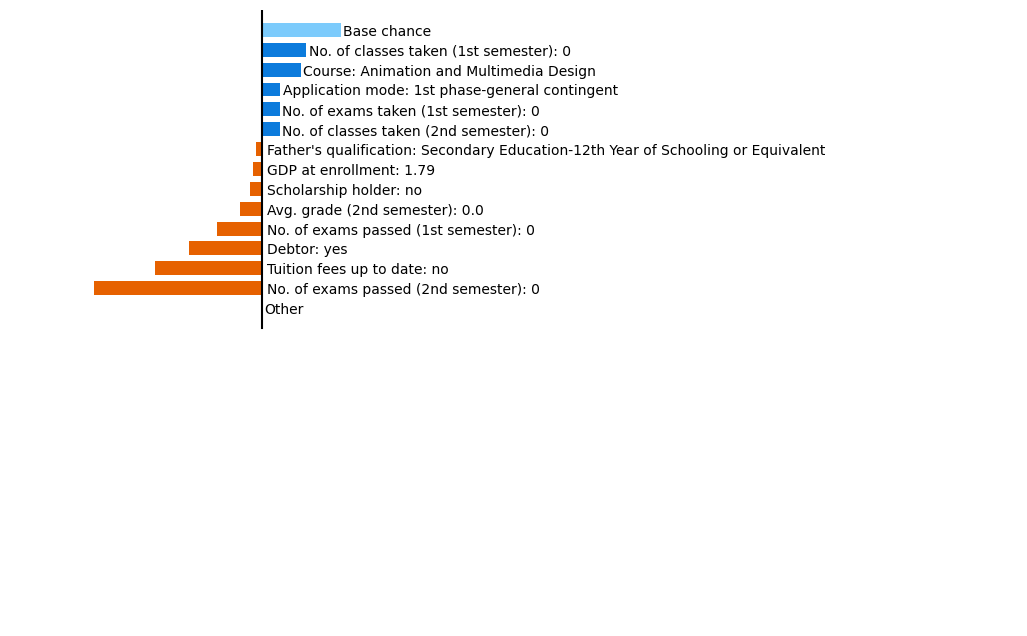 Base chance
No. of classes taken (1st semester): 0
Course: Animation and Multimedia Design
Application mode: 1st phase-general contingent
No. of exams taken (1st semester): 0
No. of classes taken (2nd semester): 0
Father's qualification: Secondary Education-12th Year of Schooling or Equivalent
GDP at enrollment: 1.79
Scholarship holder: no
Avg. grade (2nd semester): 0.0
No. of exams passed (1st semester): 0
Debtor: yes
Tuition fees up to date: no
No. of exams passed (2nd semester): 0
Other